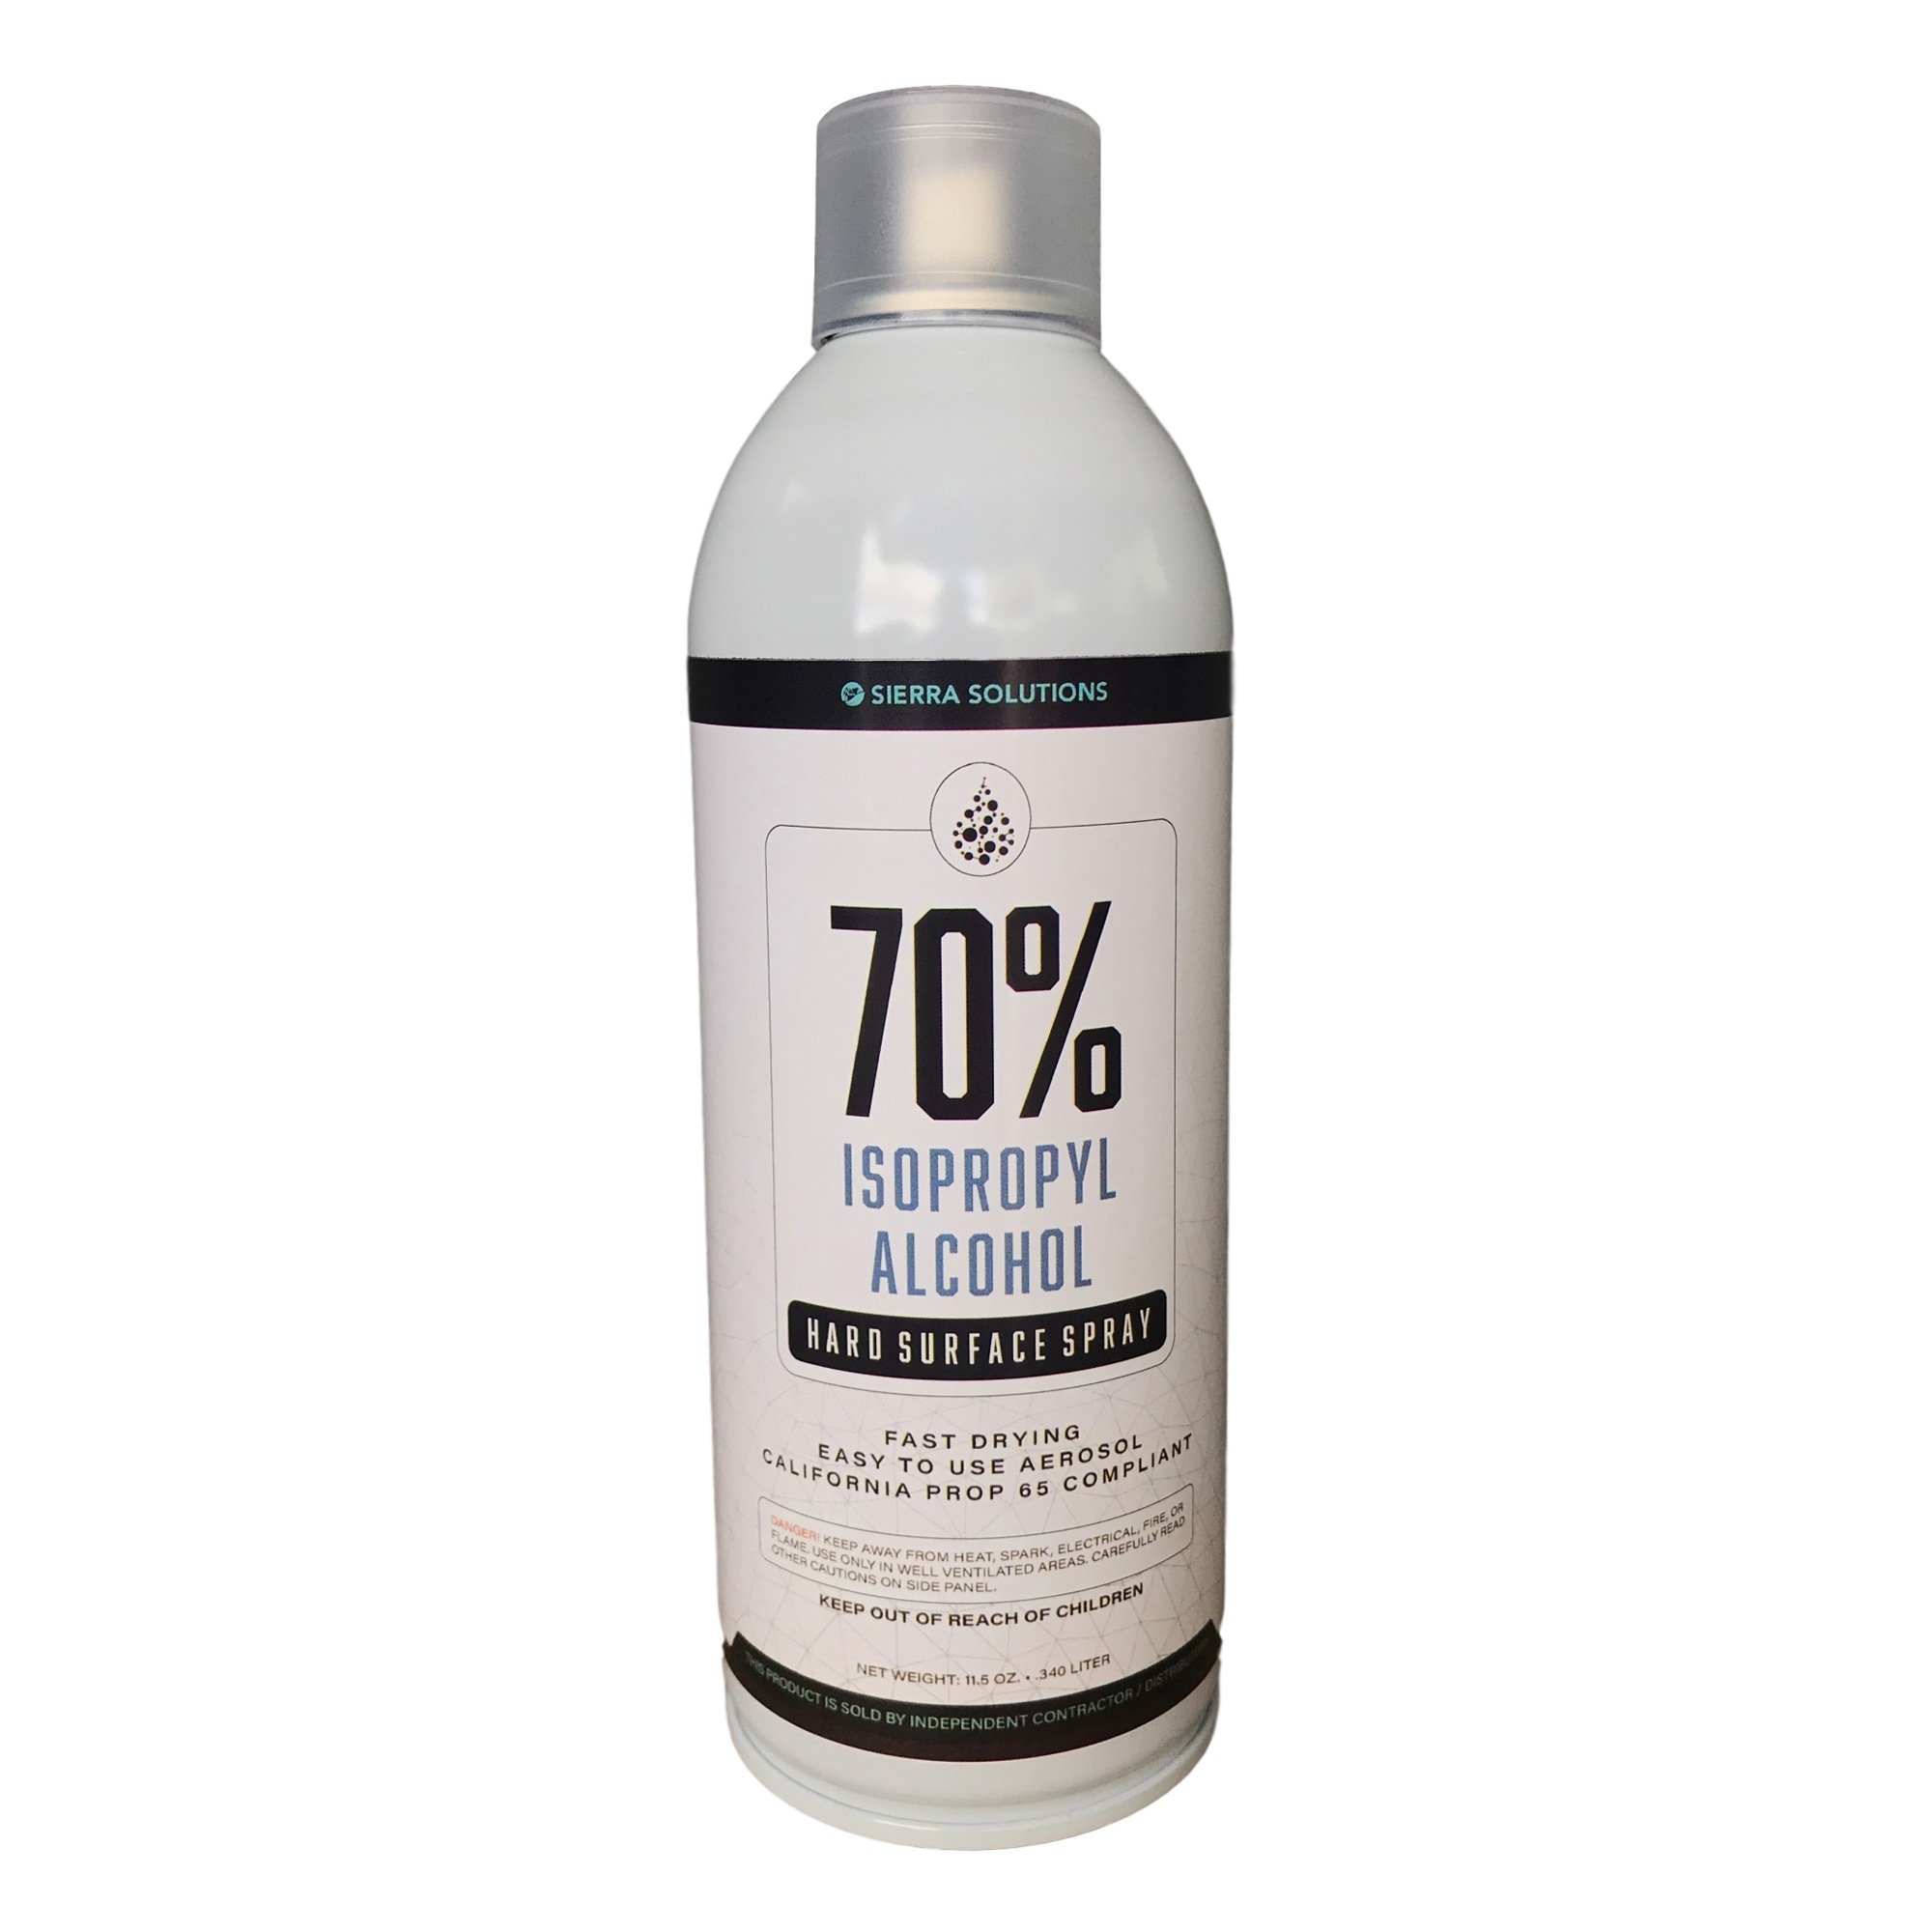 SIERRA SOLUTIONS
70%
ISOPROPYL
ALCOHOL
HARD SURFACE SPRAY
FAST DRYING
EASY TO USE AEROSOL
CALIFORNIA PROP 65 COMPLIANT
DANGER! KEEP AWAY FROM HEAT, SPARK, ELECTRICAL, FIRE, OR
FLAME. USE ONLY IN WELL VENTILATED AREAS. CAREFULLY READ
OTHER CAUTIONS ON SIDE PANEL.
KEEP OUT OF REACH OF CHILDREN
NET WEIGHT: 11.5 OZ. • .340 LITER
THIS PRODUCT IS SOLD BY INDEPENDENT CONTRACTOR /